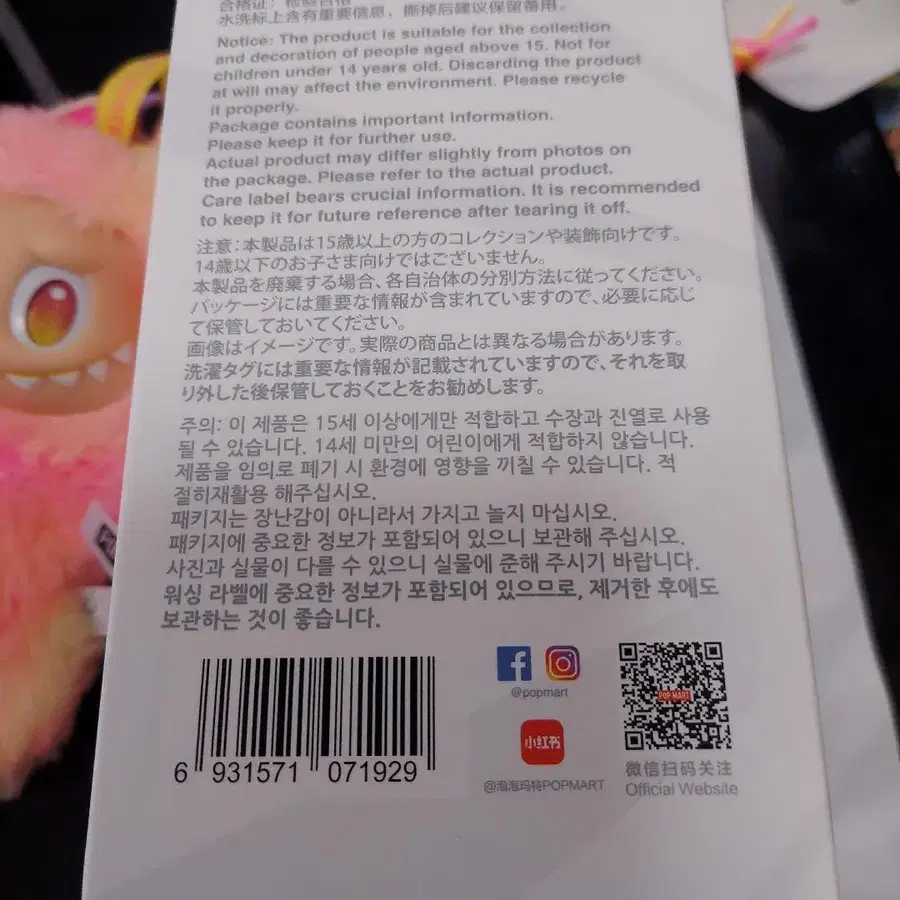 合格证：检验合格
水洗标上含有重要信息，撕掉后建议保留备用。
Notice: The product is suitable for the collection
and decoration of people aged above 15. Not for
children under 14 years old. Discarding the product
at will may affect the environment. Please recycle
it properly.
Package contains important information.
Please keep it for further use.
Actual product may differ slightly from photos on
the package. Please refer to the actual product.
Care label bears crucial information. It is recommended
to keep it for future reference after tearing it off.
注意：本製品は15歳以上の方のコレクションや装飾向けです。
14歳以下のお子さま向けではございません。
本製品を廃棄する場合、各自治体の分別方法に従ってください。
パッケージには重要な情報が含まれていますので、必要に応じ
て保管しておいてください。
画像はイメージです。実際の商品とは異なる場合があります。
洗濯タグには重要な情報が記載されていますので、それを取
り外した後保管しておくことをお勧めします。
주의: 이 제품은 15세 이상에게만 적합하고 수장과 진열로 사용
될 수 있습니다. 14세 미만의 어린이에게 적합하지 않습니다.
제품을 임의로 폐기 시 환경에 영향을 끼칠 수 있습니다. 적
절히재활용 해주십시오.
패키지는 장난감이 아니라서 가지고 놀지 마십시오.
패키지에 중요한 정보가 포함되어 있으니 보관해 주십시오.
사진과 실물이 다를 수 있으니 실물에 준해 주시기 바랍니다.
워싱 라벨에 중요한 정보가 포함되어 있으므로, 제거한 후에도
보관하는 것이 좋습니다.
@popmart
POP MART
小红书
6 931571 071929
@泡泡玛特POPMART
微信扫码关注
Official Website